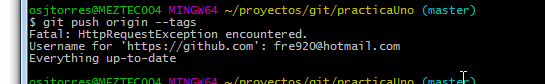 osjtorres@MEZTEC004 MINGW64 ~/proyectos/git/practicaUno (master)
$ git push origin --tags
Fatal: HttpRequestException encountered.
Username for 'https://github.com': fre920@hotmail.com
Everything up-to-date
osjtorres@MEZTEC004 MINGW64 ~/proyectos/git/practicaUno (master)